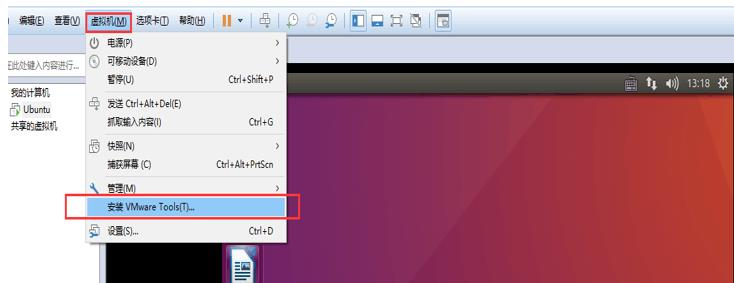 编辑(E) 查看(V) 虚拟机(M) 选项卡(T) 帮助(H)
电源(P)
可移动设备(D)
暂停(U) Ctrl+Shift+P
发送 Ctrl+Alt+Del(E)
抓取输入内容(I) Ctrl+G
快照(N)
捕获屏幕 (C) Ctrl+Alt+PrtScn
管理(M)
安装 VMware Tools(T)...
设置(S)... Ctrl+D
在此处键入内容进行...
我的计算机
Ubuntu
共享的虚拟机
13:18